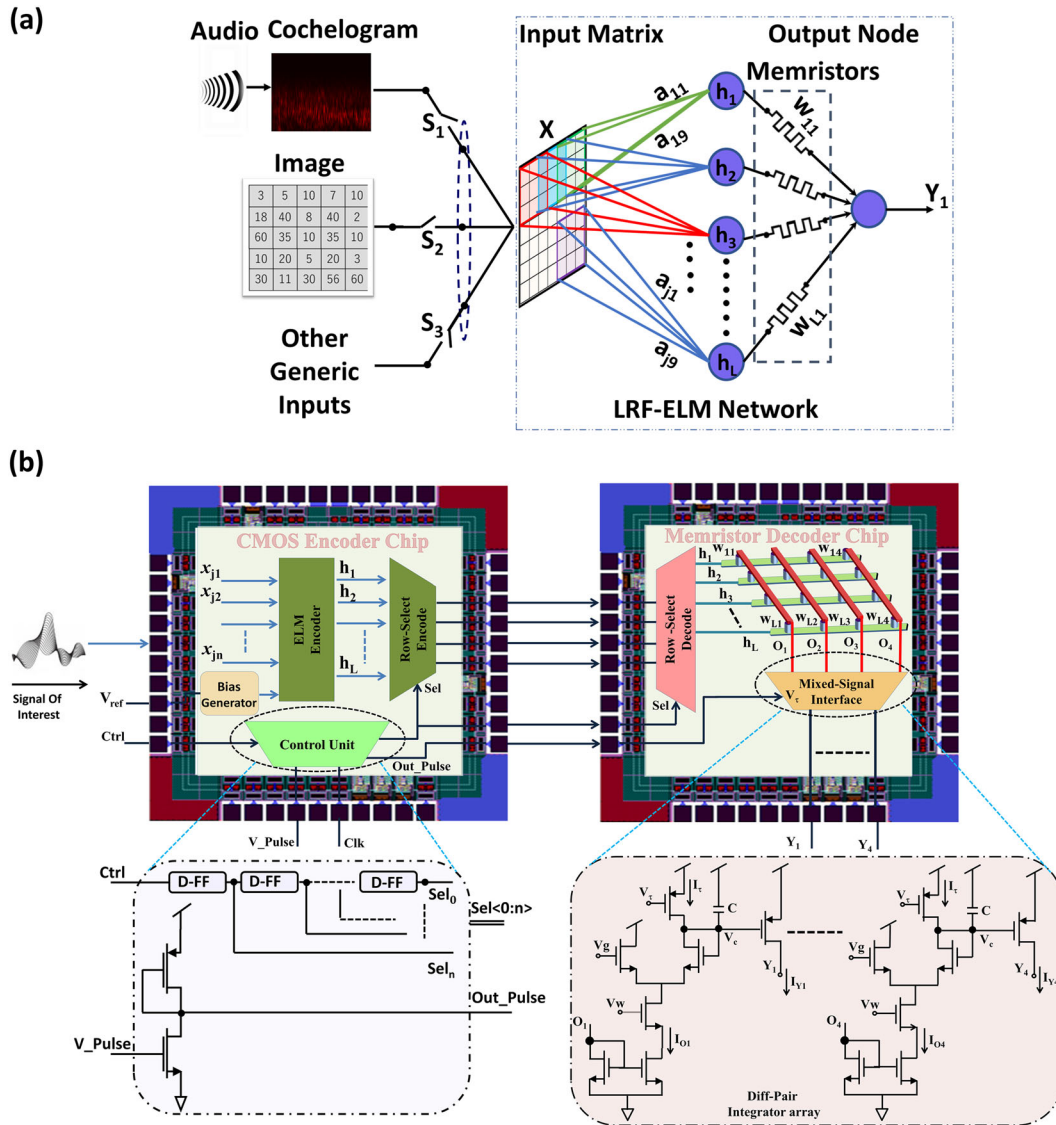 (a)
Audio Cochelogram
Input Matrix
Output Node
Memristors
S1
Image
3 5 10 7 10
18 40 8 40 2
60 35 10 35 10
10 20 5 20 3
30 11 30 56 60
S2
S3
Other
Generic
Inputs
X
a11
a19
aj1
aj9
h1
h2
h3
hL
w11
wL1
Y1
LRF-ELM Network
(b)
CMOS Encoder Chip
xj1
xj2
xjn
ELM
Encoder
h1
h2
hL
Row-Select
Encode
Sel
Bias
Generator
Control Unit
Out_Pulse
Signal Of
Interest
Vref
Ctrl
V_Pulse
Clk
Memristor Decoder Chip
Row -Select
Decode
Sel
h1
h2
h3
hL
w11
w14
wL1 wL2 wL3 wL4
O1 O2 O3 O4
Vτ
Mixed-Signal
Interface
Y1
Y4
Ctrl
D-FF
D-FF
D-FF
Sel0
Sel<0:n>
Seln
Out_Pulse
V_Pulse
Vτ
Iτ
C
Vg
Vc
Y1
IY1
Vw
O1
IO1
Vτ
Iτ
C
Vg
Vc
Y4
IY4
Vw
O4
IO4
Diff-Pair
Integrator array